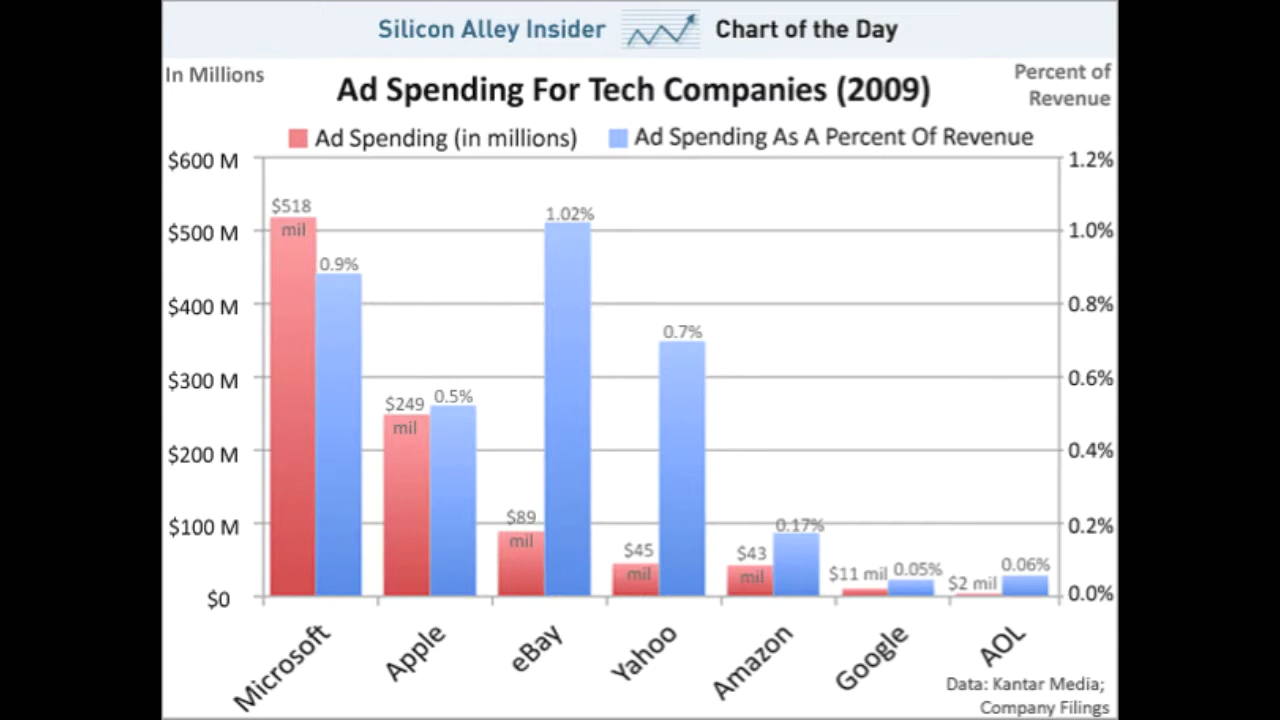 Silicon Alley Insider Chart of the Day
In Millions
Percent of
Revenue
Ad Spending For Tech Companies (2009)
Ad Spending (in millions) Ad Spending As A Percent Of Revenue
$600 M
$500 M
$400 M
$300 M
$200 M
$100 M
$0
1.2%
1.0%
0.8%
0.6%
0.4%
0.2%
0.0%
$518
mil
0.9%
$249
mil
0.5%
$89
mil
1.02%
$45
mil
0.7%
$43
mil
0.17%
$11 mil
0.05%
$2 mil
0.06%
Microsoft
Apple
eBay
Yahoo
Amazon
Google
AOL
Data: Kantar Media;
Company Filings